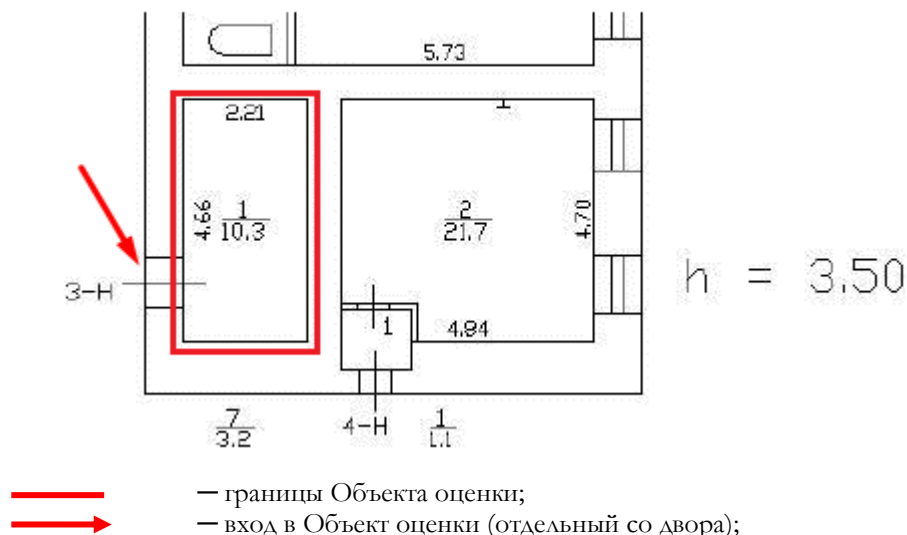 5.73
2.21
4.66
1
10.3
2
21.7
4.70
h = 3.50
3-Н
1
4.94
7
3.2
4-Н
1
1.1
— границы Объекта оценки;
— вход в Объект оценки (отдельный со двора);